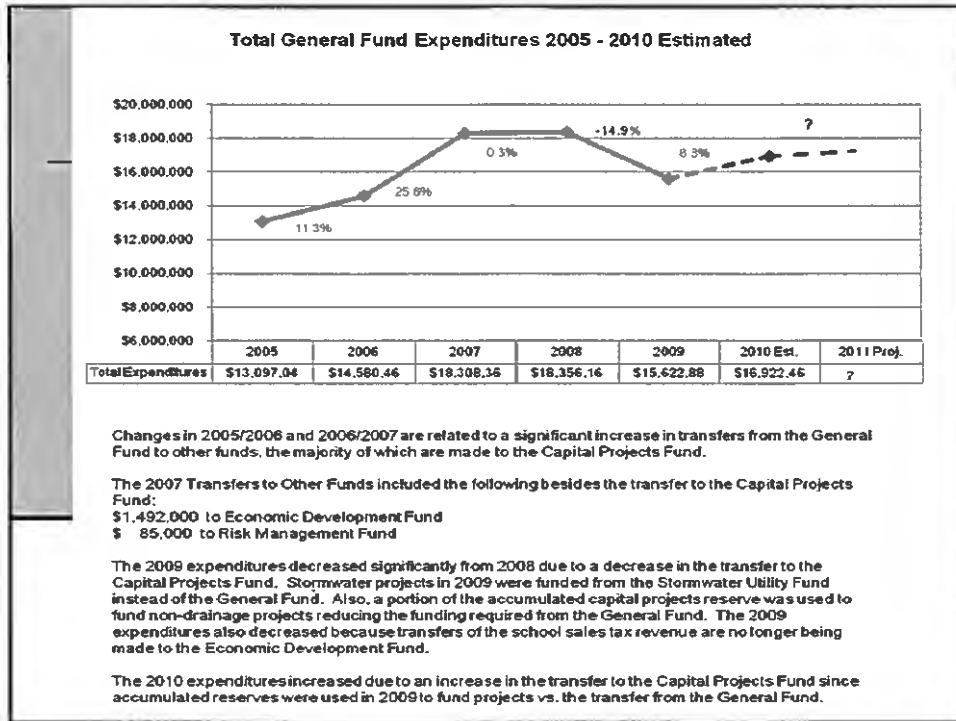 Total General Fund Expenditures 2005 - 2010 Estimated
$20,000,000
$18,000,000
$16,000,000
$14,000,000
$12,000,000
$10,000,000
$8,000,000
$6,000,000
11.3%
25.6%
0.3%
-14.9%
8.3%
?
2005 2006 2007 2008 2009 2010 Est. 2011 Proj.
Total Expenditures $13,097,04 $14,580,46 $18,308,36 $18,356,16 $15,622,88 $16,922,46 ?
Changes in 2005/2006 and 2006/2007 are related to a significant increase in transfers from the General
Fund to other funds, the majority of which are made to the Capital Projects Fund.
The 2007 Transfers to Other Funds included the following besides the transfer to the Capital Projects
Fund:
$1,492,000 to Economic Development Fund
$ 85,000 to Risk Management Fund
The 2009 expenditures decreased significantly from 2008 due to a decrease in the transfer to the
Capital Projects Fund. Stormwater projects in 2009 were funded from the Stormwater Utility Fund
instead of the General Fund. Also, a portion of the accumulated capital projects reserve was used to
fund non-drainage projects reducing the funding required from the General Fund. The 2009
expenditures also decreased because transfers of the school sales tax revenue are no longer being
made to the Economic Development Fund.
The 2010 expenditures increased due to an increase in the transfer to the Capital Projects Fund since
accumulated reserves were used in 2009 to fund projects vs. the transfer from the General Fund.